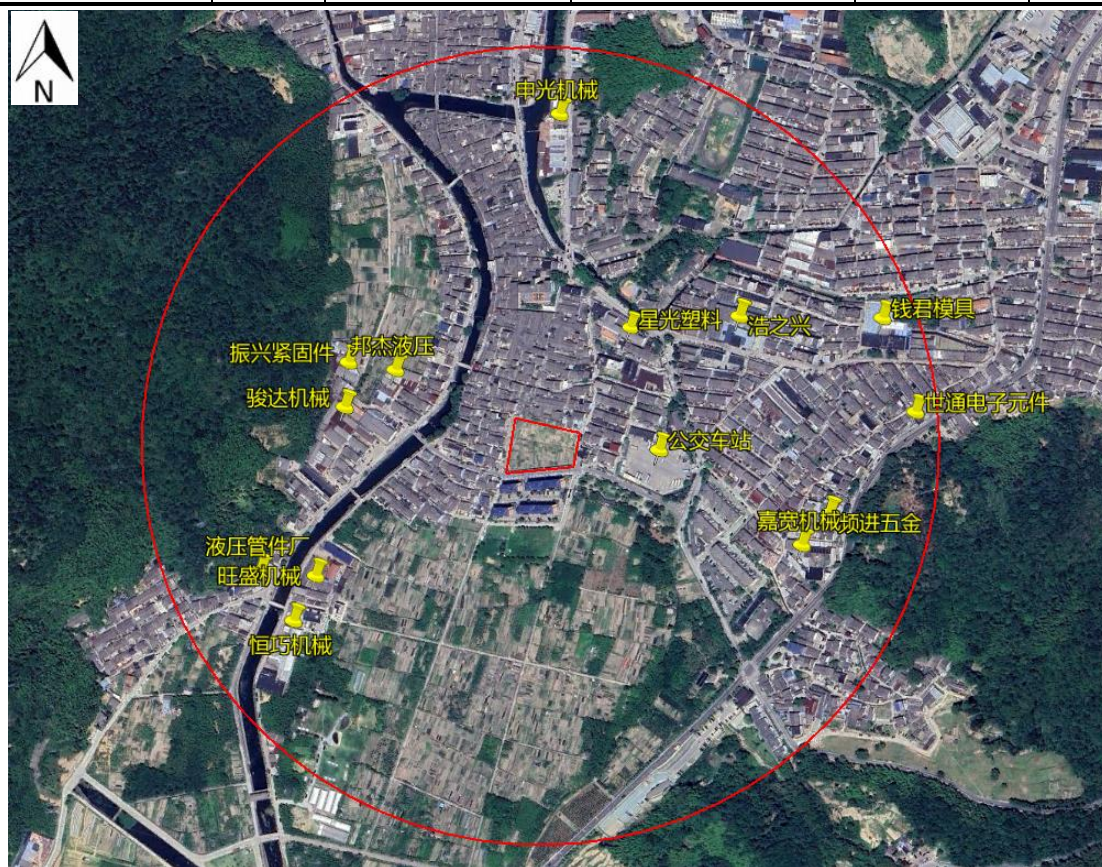 N
申光机械
星光塑料
浩之兴
钱君模具
振兴紧固件
邦杰液压
骏达机械
世通电子元件
公交车站
嘉宽机械
频进五金
液压管件厂
旺盛机械
恒巧机械